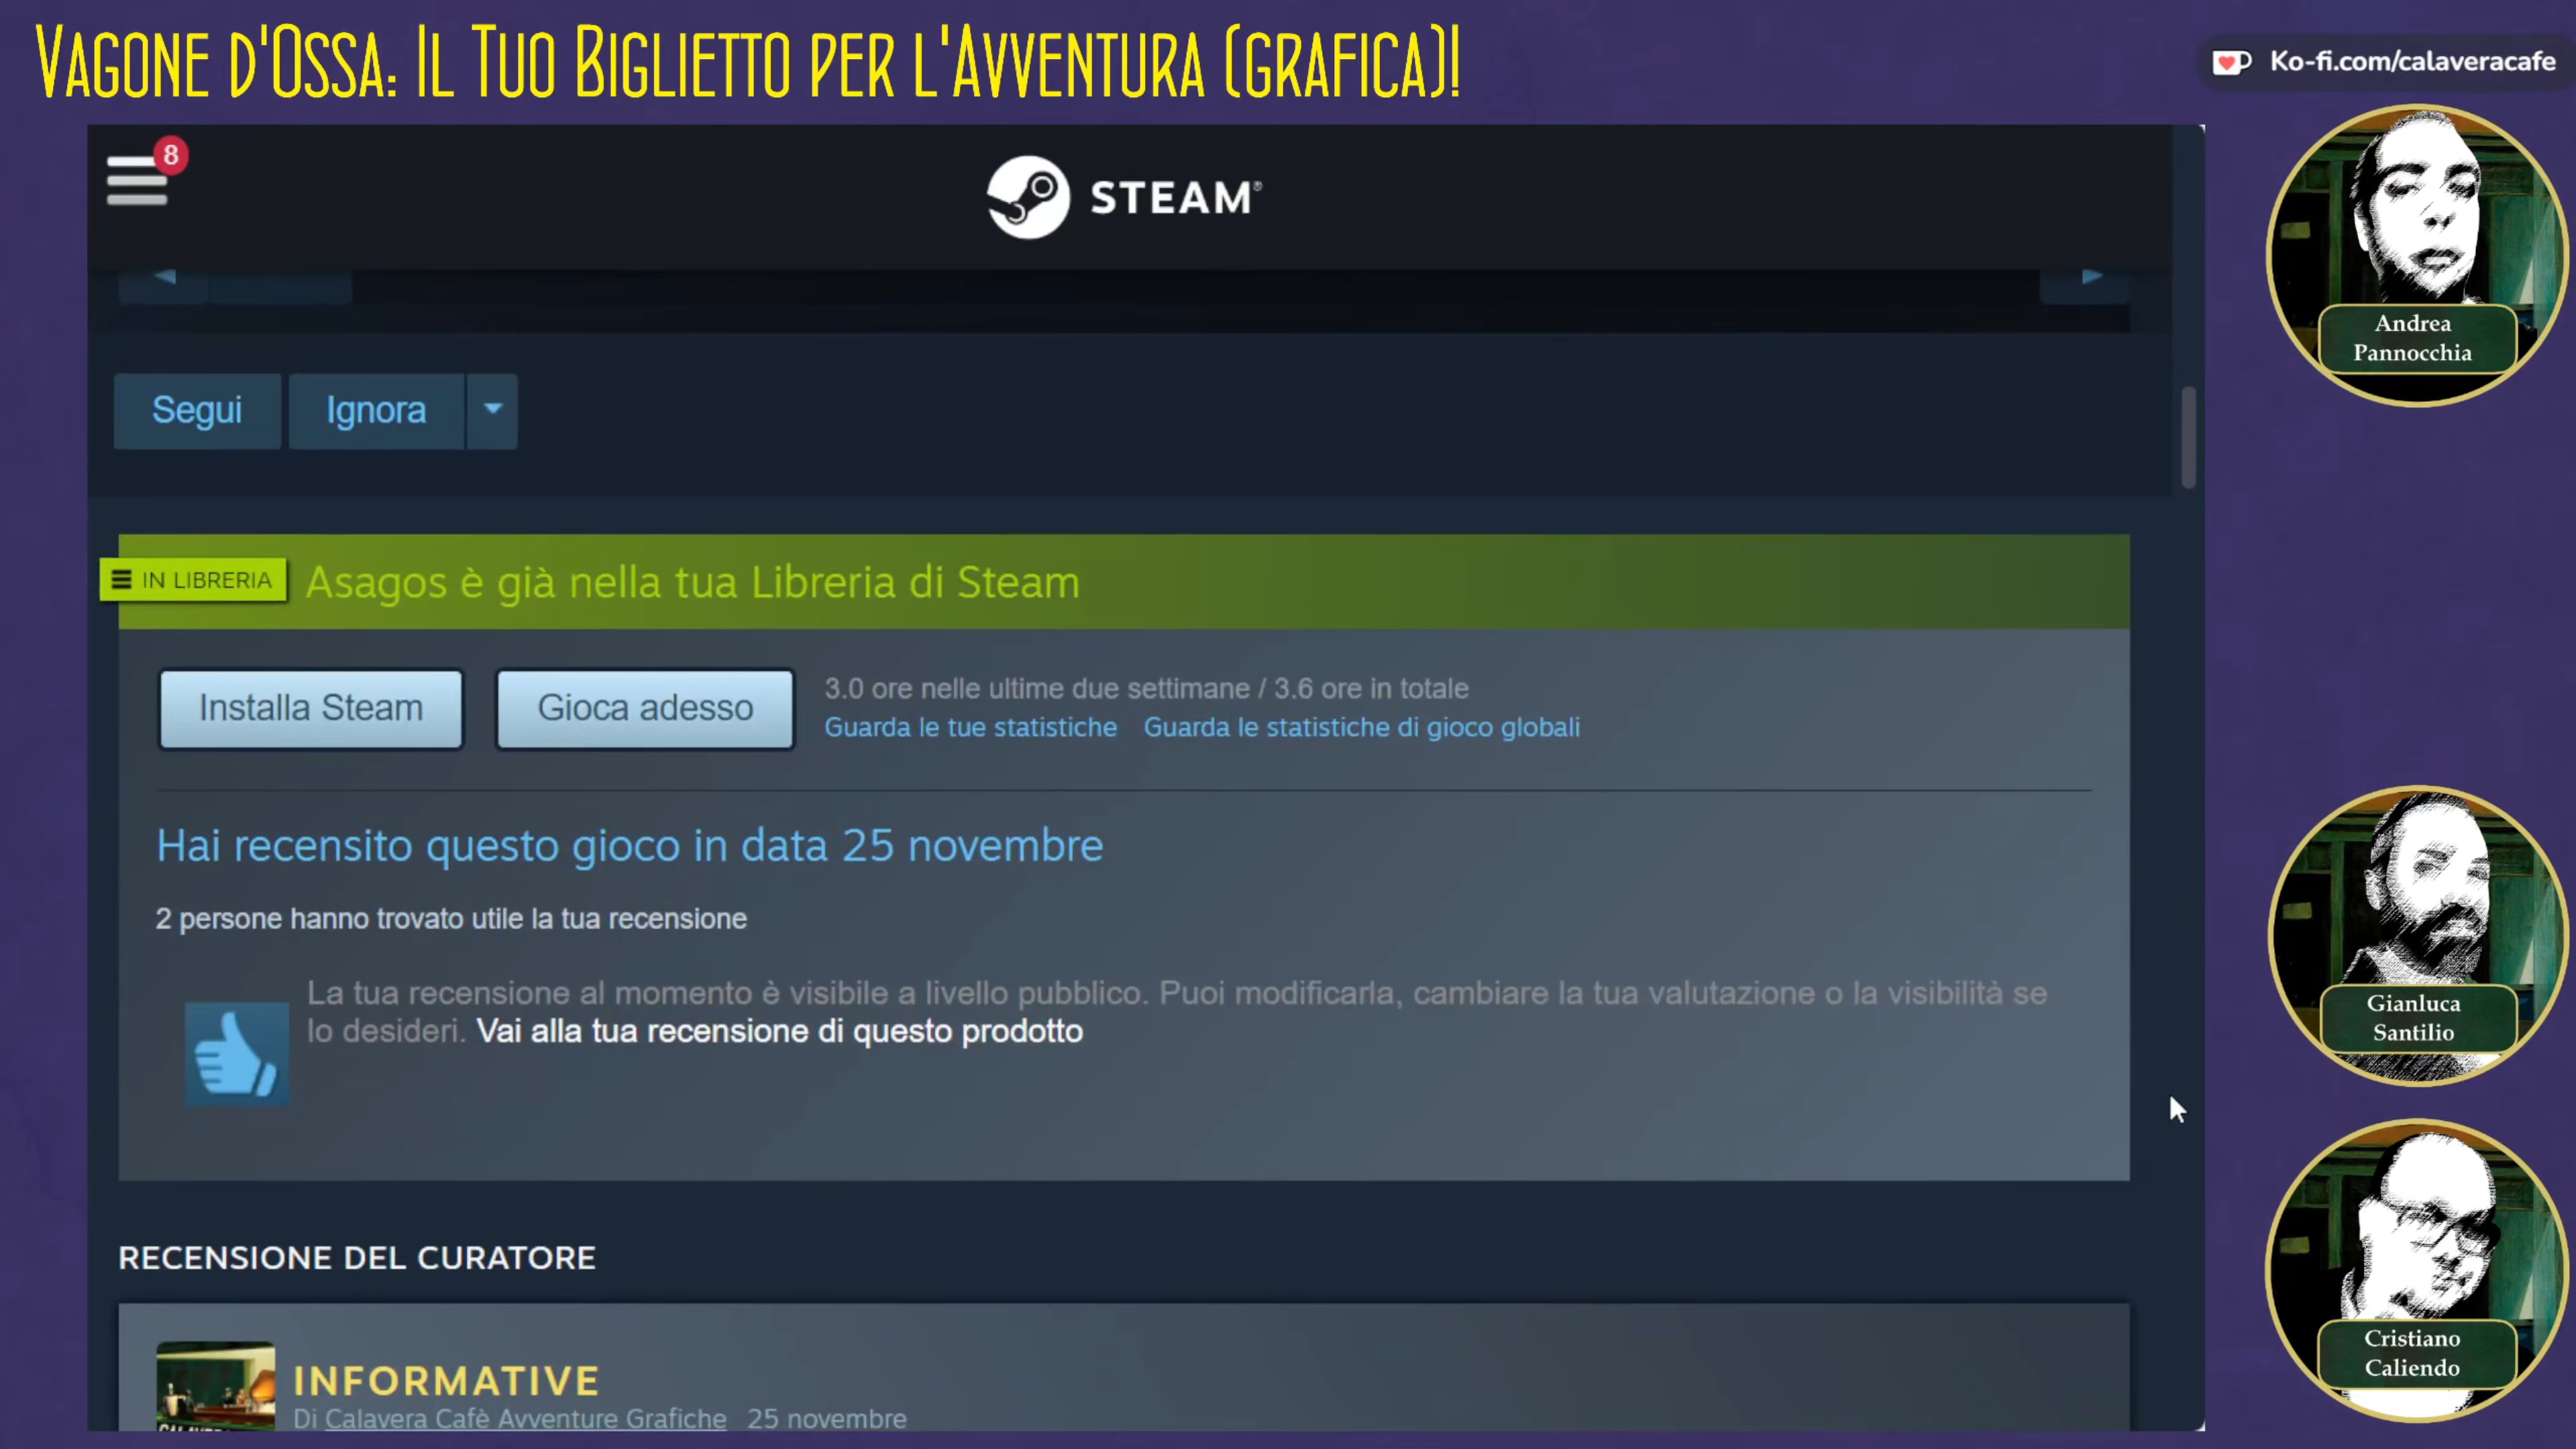 VAGONE D'OSSA: IL TUO BIGLIETTO PER L'AVVENTURA (GRAFICA)!
Ko-fi.com/calaveracafe
8
STEAM®
Andrea
Pannocchia
Segui
Ignora
IN LIBRERIA
Asagos è già nella tua Libreria di Steam
Installa Steam
Gioca adesso
3.0 ore nelle ultime due settimane / 3.6 ore in totale
Guarda le tue statistiche Guarda le statistiche di gioco globali
Hai recensito questo gioco in data 25 novembre
2 persone hanno trovato utile la tua recensione
La tua recensione al momento è visibile a livello pubblico. Puoi modificarla, cambiare la tua valutazione o la visibilità se
lo desideri. Vai alla tua recensione di questo prodotto
Gianluca
Santilio
RECENSIONE DEL CURATORE
INFORMATIVE
Di Calavera Cafè Avventure Grafiche 25 novembre
Cristiano
Caliendo